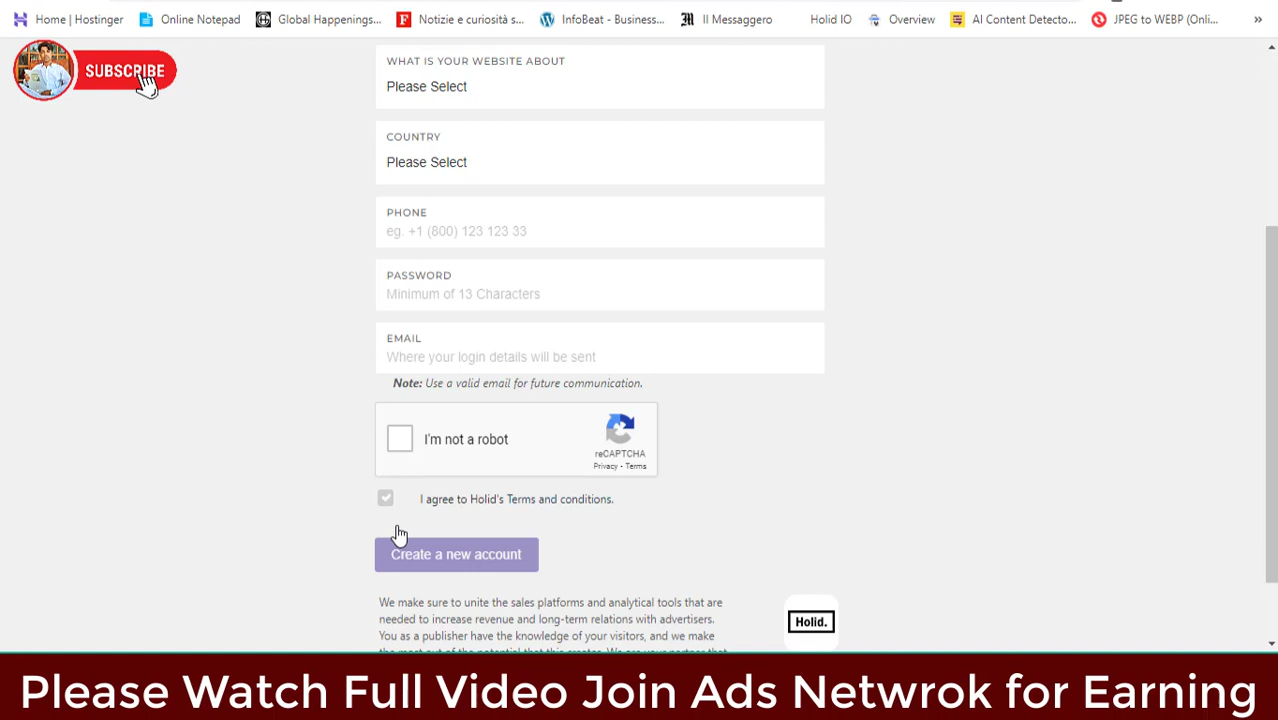 Home | Hostinger
Online Notepad
Global Happenings...
Notizie e curiosità s...
InfoBeat - Business...
Il Messaggero
Holid IO
Overview
AI Content Detecto...
JPEG to WEBP (Onli...
»
SUBSCRIBE
WHAT IS YOUR WEBSITE ABOUT
Please Select
COUNTRY
Please Select
PHONE
eg. +1 (800) 123 123 33
PASSWORD
Minimum of 13 Characters
EMAIL
Where your login details will be sent
Note: Use a valid email for future communication.
I'm not a robot
reCAPTCHA
Privacy - Terms
I agree to Holid's Terms and conditions.
Create a new account
We make sure to unite the sales platforms and analytical tools that are
needed to increase revenue and long-term relations with advertisers.
You as a publisher have the knowledge of your visitors, and we make
Holid.
Please Watch Full Video Join Ads Netwrok for Earning